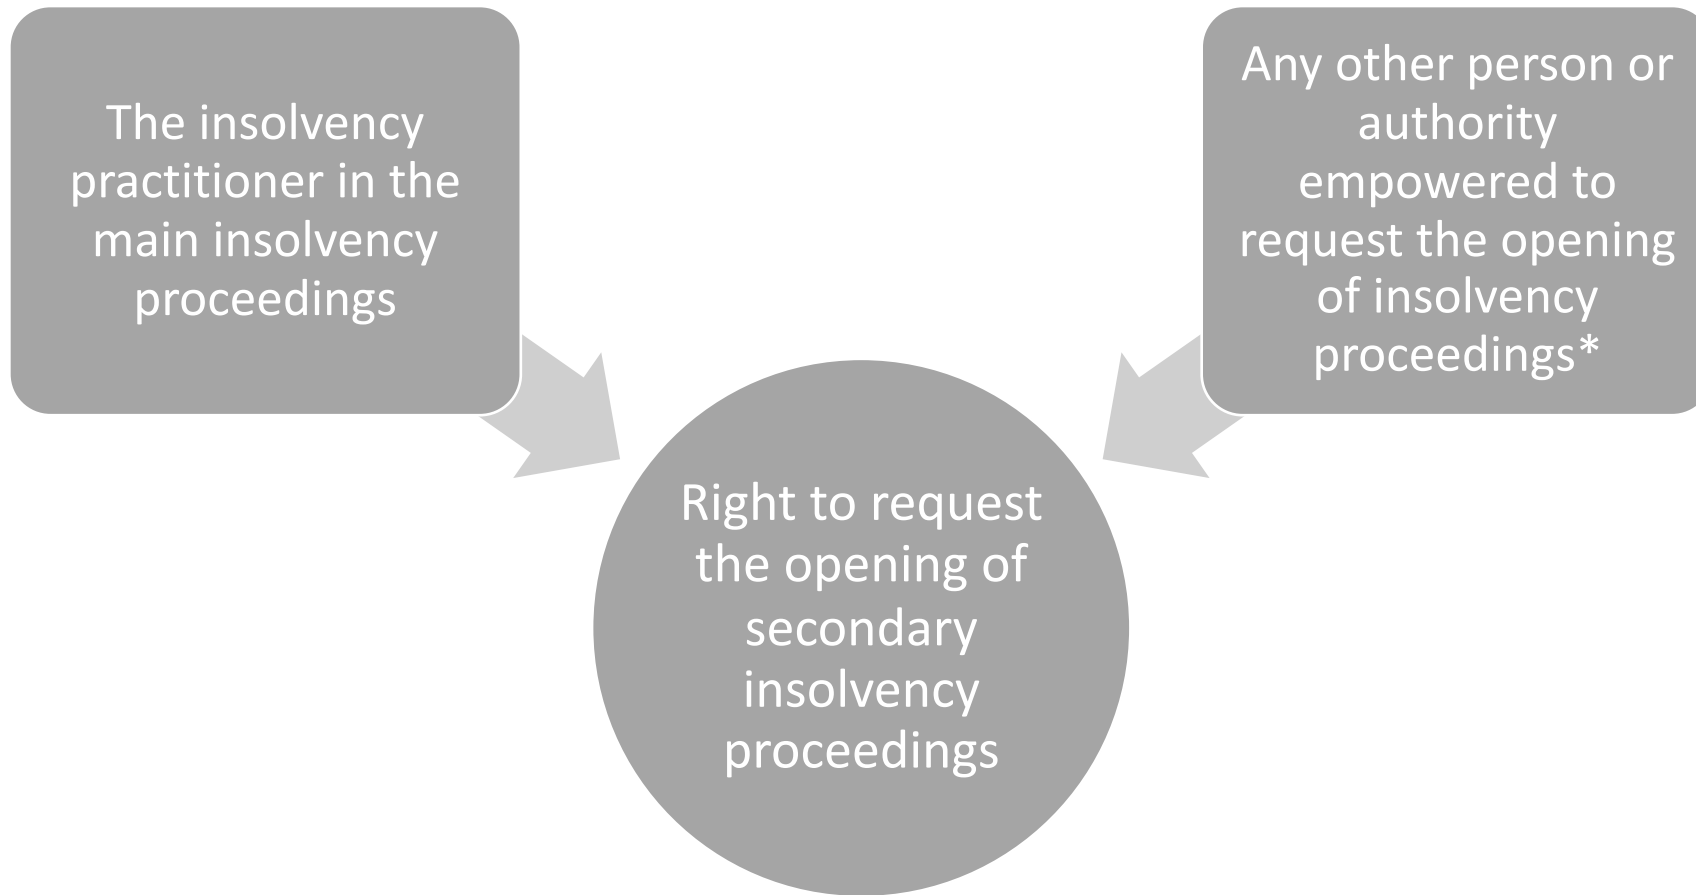 The insolvency
practitioner in the
main insolvency
proceedings
Any other person or
authority
empowered to
request the opening
of insolvency
proceedings*
Right to request
the opening of
secondary
insolvency
proceedings